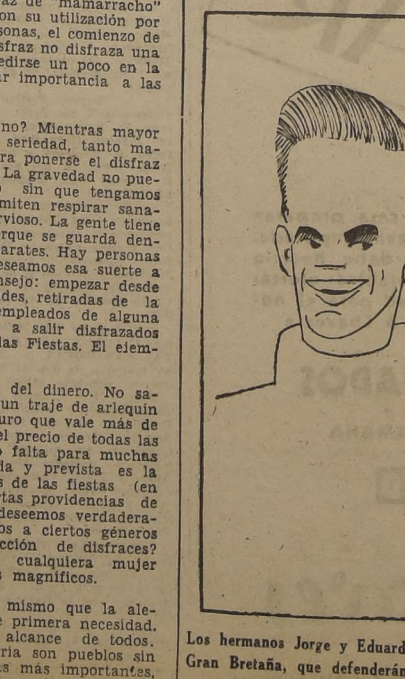 az de "mamarracho"
on su utilización por
sonas, el comienzo de
sfraz no disfraza una
edirse un poco en la
ar importancia a las
no? Mientras mayor
seriedad, tanto ma-
ra ponerse el disfraz
La gravedad no pue-
sin que tengamos
miten respirar sana-
rvioso. La gente tiene
rque se guarda den-
arates. Hay personas
eseamos esa suerte a
nsejo: empezar desde
des, retiradas de la
empleados de alguna
a salir disfrazados
las Fiestas. El ejem-
del dinero. No sa-
un traje de arlequín
uro que vale más de
el precio de todas las
falta para muchas
da y prevista es la
s de las fiestas (en
rtas providencias de
deseemos verdadera-
os a ciertos géneros
cción de disfraces?
cualquiera mujer
s magníficos.
mismo que la ale-
e primera necesidad.
alcance de todos.
ria son pueblos sin
as más importantes,
Los hermanos Jorge y Eduard
Gran Bretaña, que defenderán